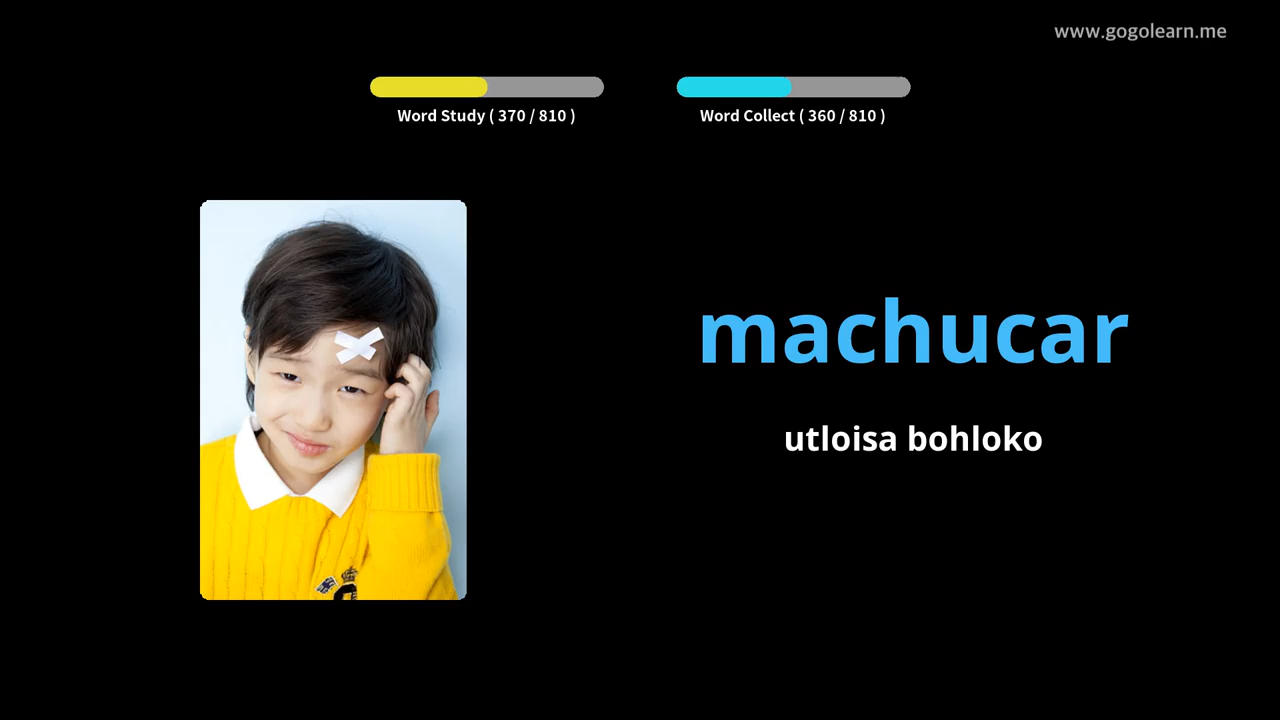 www.gogolearn.me
Word Study ( 370 / 810 )
Word Collect ( 360 / 810 )
machucar
utloisa bohloko